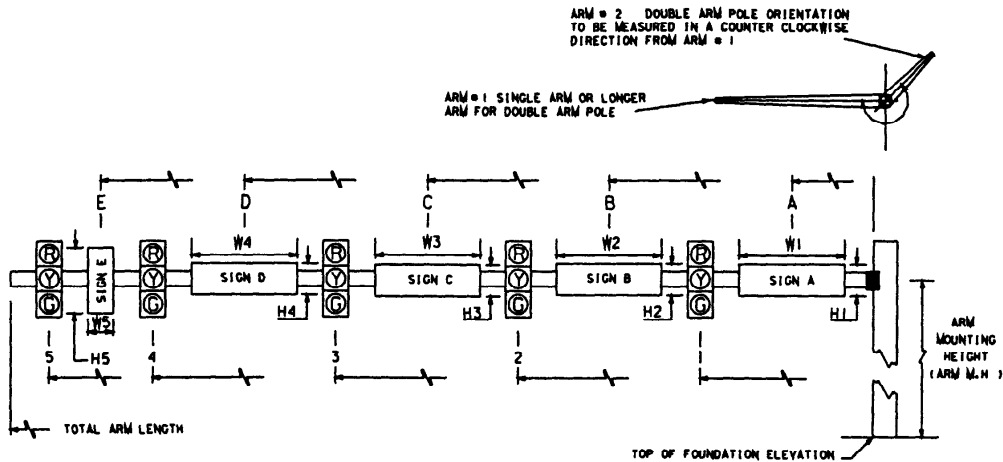 ARM # 2 DOUBLE ARM POLE ORIENTATION
TO BE MEASURED IN A COUNTER CLOCKWISE
DIRECTION FROM ARM # 1
ARM # 1 SINGLE ARM OR LONGER
ARM FOR DOUBLE ARM POLE
E D C B A
W4 W3 W2 W1
R R R R R
Y Y Y Y Y
G G G G G
SIGN E SIGN D SIGN C SIGN B SIGN A
W5 H5 H4 H3 H2 H1
5 4 3 2 1
ARM
MOUNTING
HEIGHT
(ARM M.H)
TOTAL ARM LENGTH
TOP OF FOUNDATION ELEVATION